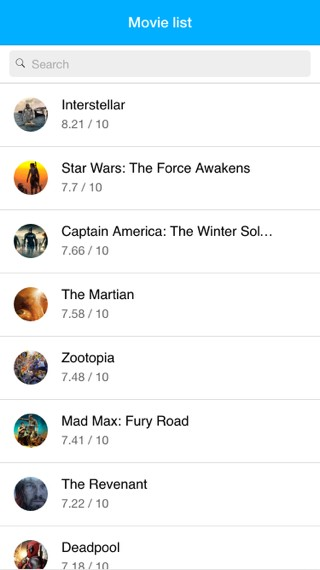 Movie list
Search
Interstellar
8.21 / 10
Star Wars: The Force Awakens
7.7 / 10
Captain America: The Winter Sol...
7.66 / 10
The Martian
7.58 / 10
Zootopia
7.48 / 10
Mad Max: Fury Road
7.41 / 10
The Revenant
7.22 / 10
Deadpool
7.18 / 10